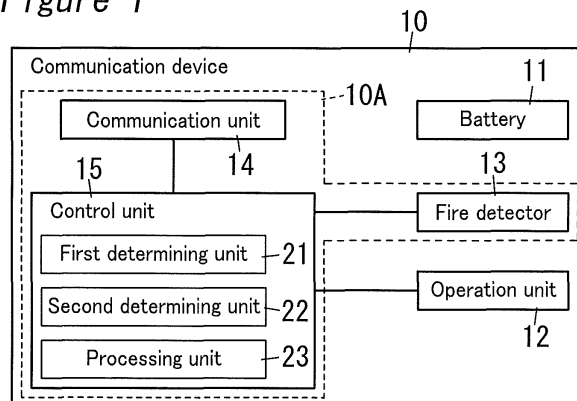 Figure 1
10
Communication device
10A
11
Communication unit
Battery
14
15
13
Control unit
Fire detector
First determining unit
21
Second determining unit
22
Operation unit
Processing unit
23
12